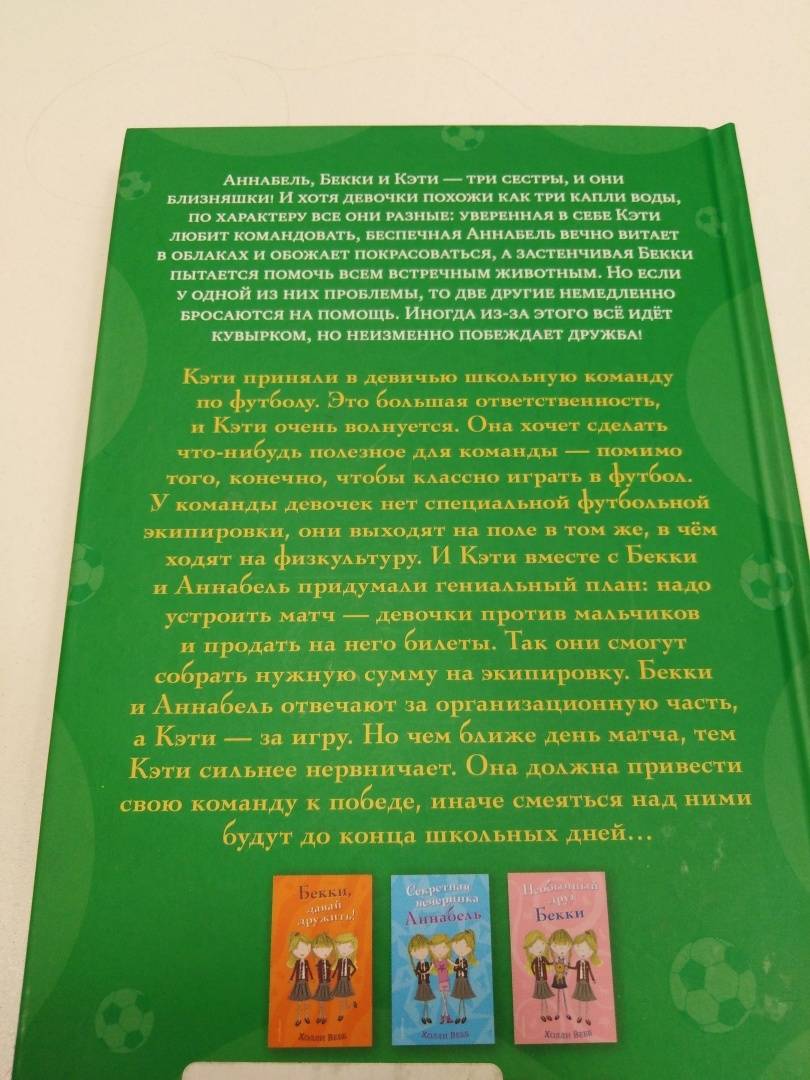 Аннабель, Бекки и Кэти — три сестры, и они
близняшки! И хотя девочки похожи как три капли воды,
по характеру все они разные: уверенная в себе Кэти
любит командовать, беспечная Аннабель вечно витает
в облаках и обожает покрасоваться, а застенчивая Бекки
пытается помочь всем встречным животным. Но если
у одной из них проблемы, то две другие немедленно
бросаются на помощь. Иногда из-за этого всё идёт
кувырком, но неизменно побеждает дружба!
Кэти приняли в девичью школьную команду
по футболу. Это большая ответственность,
и Кэти очень волнуется. Она хочет сделать
что-нибудь полезное для команды — помимо
того, конечно, чтобы классно играть в футбол.
У команды девочек нет специальной футбольной
экипировки, они выходят на поле в том же, в чём
ходят на физкультуру. И Кэти вместе с Бекки
и Аннабель придумали гениальный план: надо
устроить матч — девочки против мальчиков
и продать на него билеты. Так они смогут
собрать нужную сумму на экипировку. Бекки
и Аннабель отвечают за организационную часть,
а Кэти — за игру. Но чем ближе день матча, тем
Кэти сильнее нервничает. Она должна привести
свою команду к победе, иначе смеяться над ними
будут до конца школьных дней...
Бекки,
давай
дружить!
Холли Вебб
Секретная
вечеринка
Аннабель
Холли Вебб
Необычный
друг
Бекки
Холли Вебб